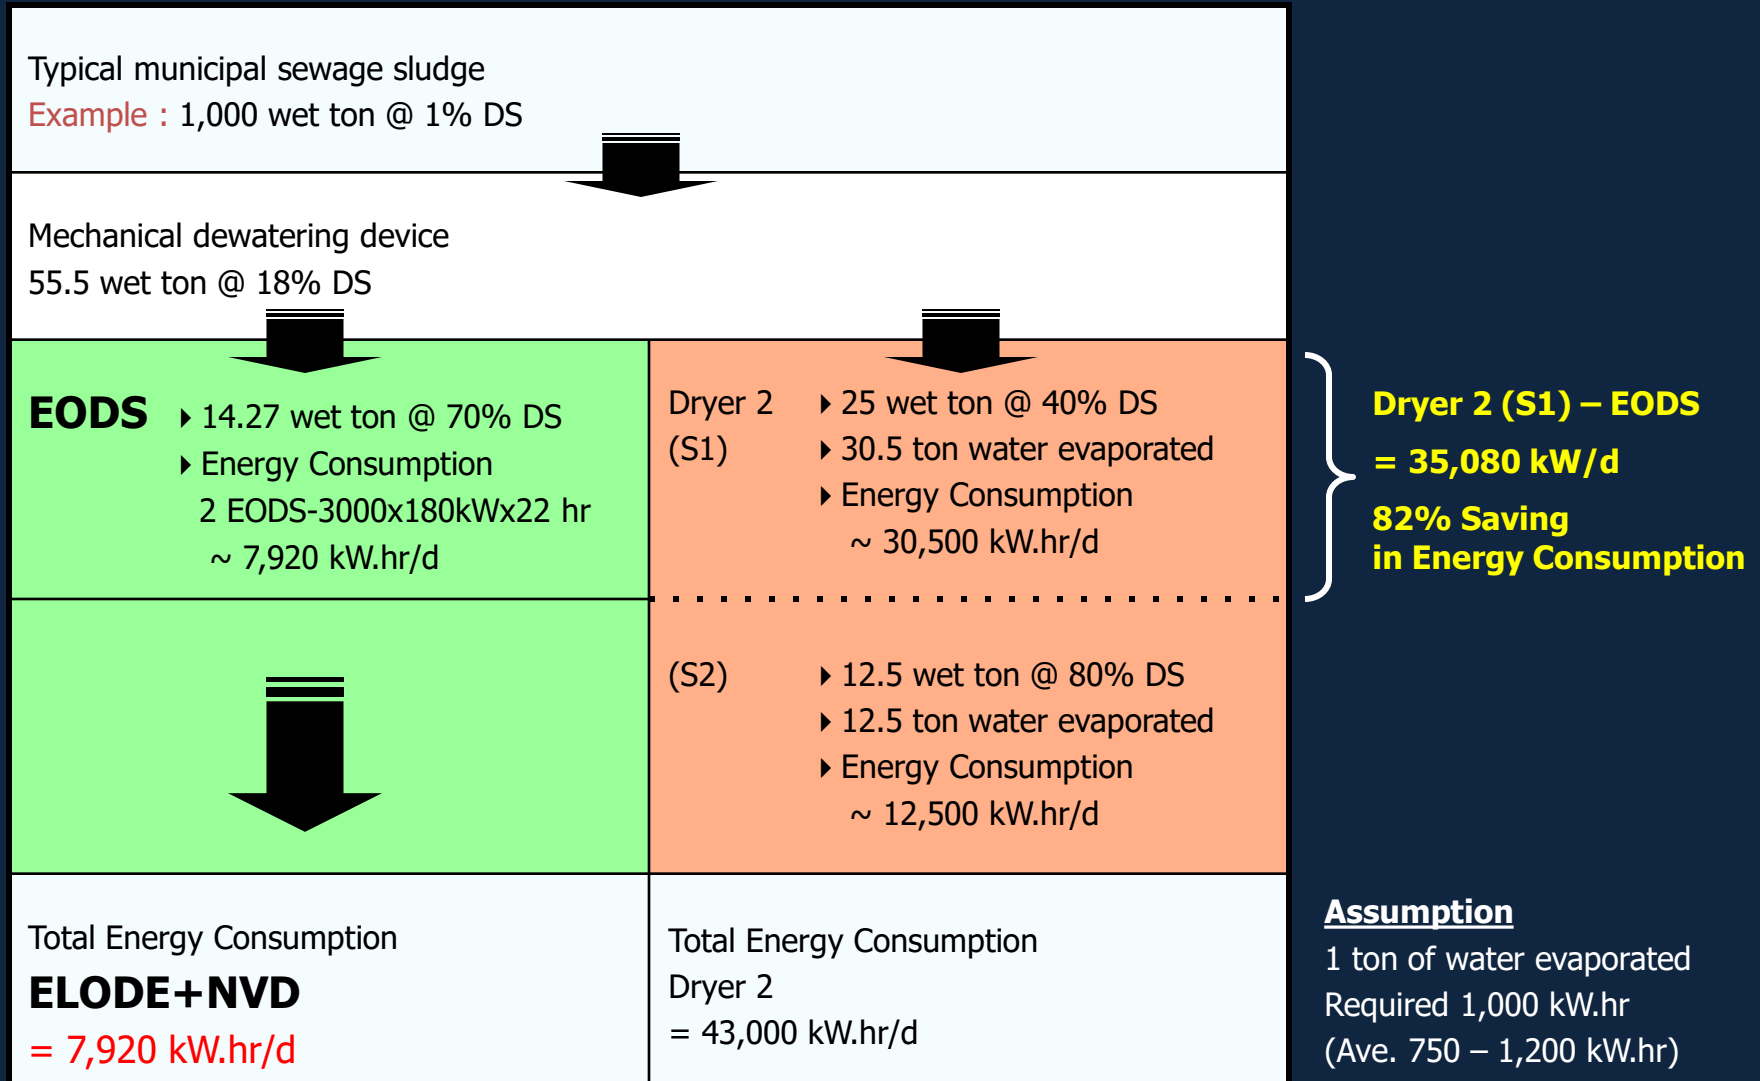 Typical municipal sewage sludge
Example : 1,000 wet ton @ 1% DS
Mechanical dewatering device
55.5 wet ton @ 18% DS
EODS ▸ 14.27 wet ton @ 70% DS
▸ Energy Consumption
2 EODS-3000x180kWx22 hr
~ 7,920 kW.hr/d
Dryer 2 ▸ 25 wet ton @ 40% DS
(S1) ▸ 30.5 ton water evaporated
▸ Energy Consumption
~ 30,500 kW.hr/d
Dryer 2 (S1) – EODS
= 35,080 kW/d
82% Saving
in Energy Consumption
(S2) ▸ 12.5 wet ton @ 80% DS
▸ 12.5 ton water evaporated
▸ Energy Consumption
~ 12,500 kW.hr/d
Total Energy Consumption
ELODE+NVD
= 7,920 kW.hr/d
Total Energy Consumption
Dryer 2
= 43,000 kW.hr/d
Assumption
1 ton of water evaporated
Required 1,000 kW.hr
(Ave. 750 – 1,200 kW.hr)